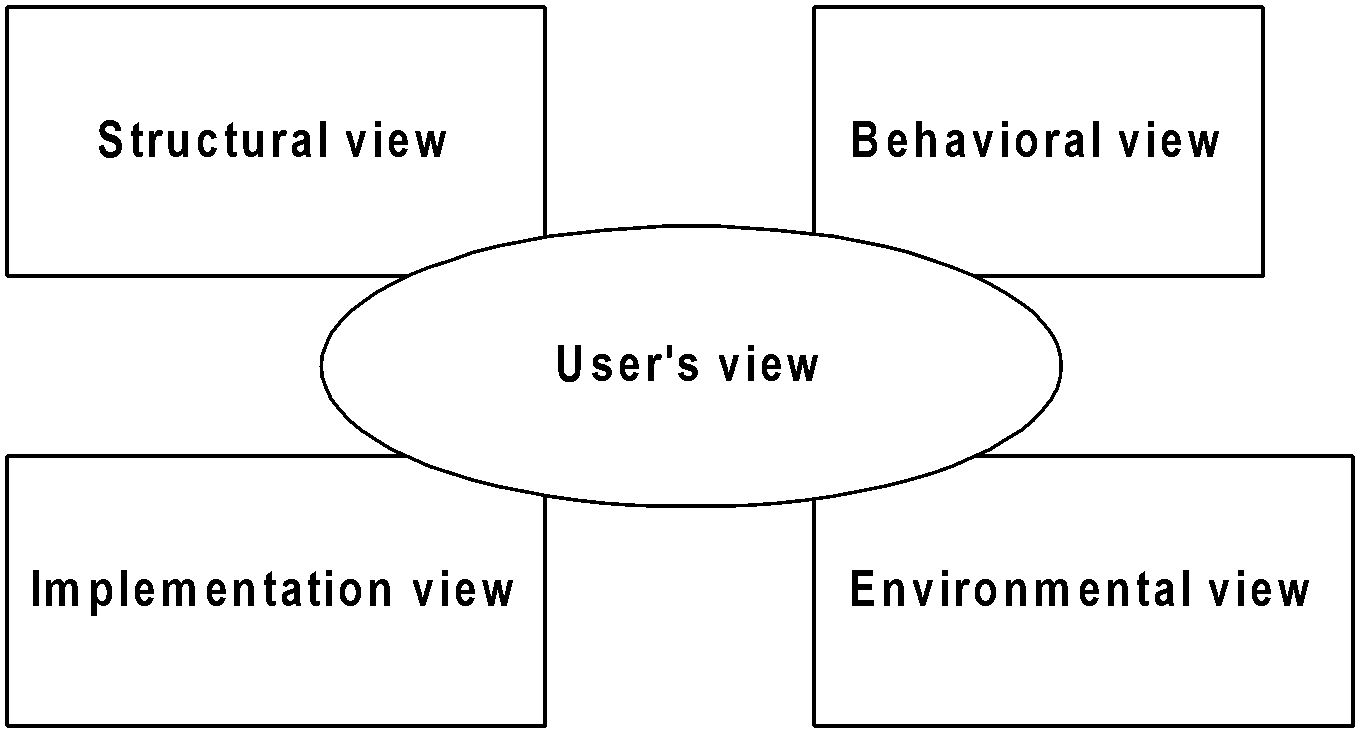 Structural view
Behavioral view
User's view
Implementation view
Environmental view